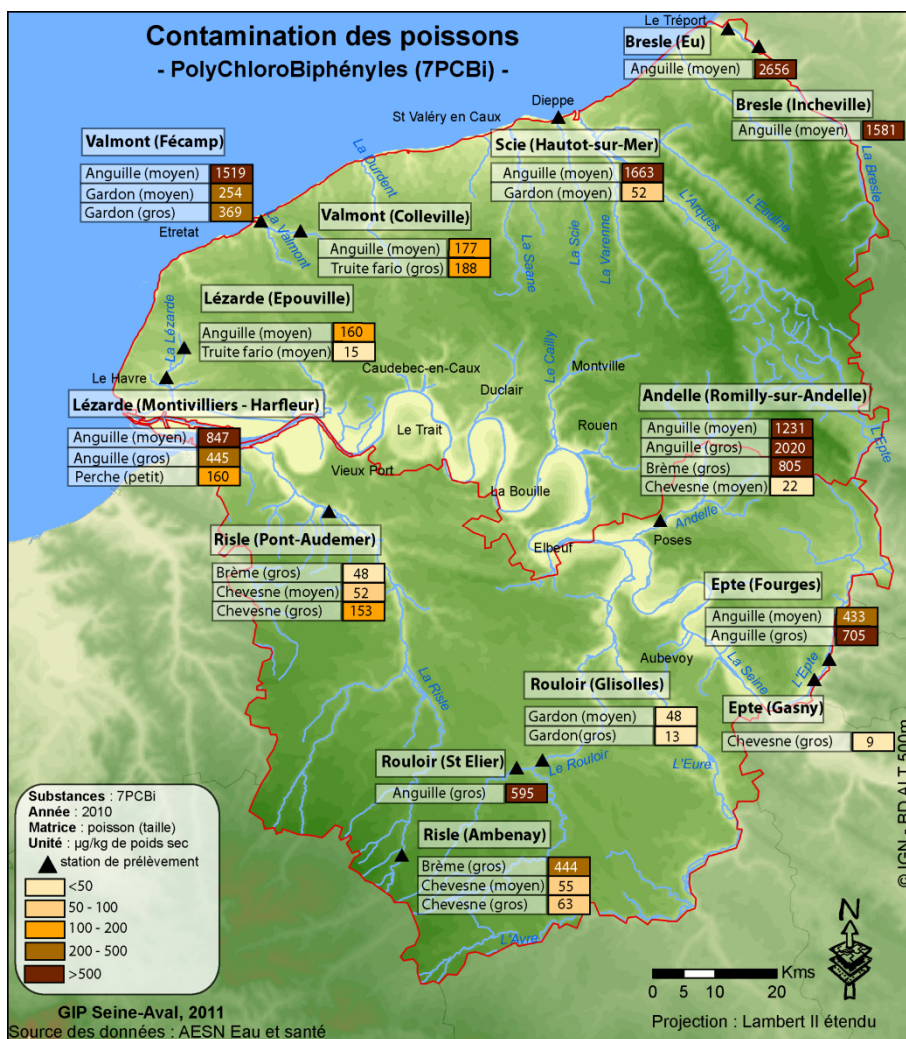 Contamination des poissons
- PolyChloroBiphényles (7PCBi) -
Le Tréport
Bresle (Eu)
Anguille (moyen) 2656
Bresle (Incheville)
Anguille (moyen) 1581
La Bresle
Dieppe
St Valéry en Caux
Scie (Hautot-sur-Mer)
Anguille (moyen) 1663
Gardon (moyen) 52
Valmont (Fécamp)
Anguille (moyen) 1519
Gardon (moyen) 254
Gardon (gros) 369
Etretat
La Valmont
La Durdent
Valmont (Colleville)
Anguille (moyen) 177
Truite fario (gros) 188
La Saane
La Scie
La Varenne
L'Arques
L'Eaulne
Lézarde (Epouville)
Anguille (moyen) 160
Truite fario (moyen) 15
La Lézarde
Le Havre
Lézarde (Montivilliers - Harfleur)
Anguille (moyen) 847
Anguille (gros) 445
Perche (petit) 160
Caudebec-en-Caux
Le Trait
Vieux Port
Duclair
Le Cailly
Montville
Rouen
La Bouille
Elbeuf
Andelle (Romilly-sur-Andelle)
Anguille (moyen) 1231
Anguille (gros) 2020
Brème (gros) 805
Chevesne (moyen) 22
L'Epte
Andelle
Poses
Risle (Pont-Audemer)
Brème (gros) 48
Chevesne (moyen) 52
Chevesne (gros) 153
La Risle
Epte (Fourges)
Anguille (moyen) 433
Anguille (gros) 705
Aubevoy
La Seine
L'Epte
Epte (Gasny)
Chevesne (gros) 9
Rouloir (Glisolles)
Gardon (moyen) 48
Gardon(gros) 13
L'Eure
Rouloir (St Elier)
Anguille (gros) 595
Le Rouloir
Risle (Ambenay)
Brème (gros) 444
Chevesne (moyen) 55
Chevesne (gros) 63
L'Avre
Substances : 7PCBi
Année : 2010
Matrice : poisson (taille)
Unité : µg/kg de poids sec
station de prélèvement
<50
50 - 100
100 - 200
200 - 500
>500
GIP Seine-Aval, 2011
Source des données : AESN Eau et santé
N
Kms
0 5 10 20
Projection : Lambert II étendu
© IGN - BD ALT 500m